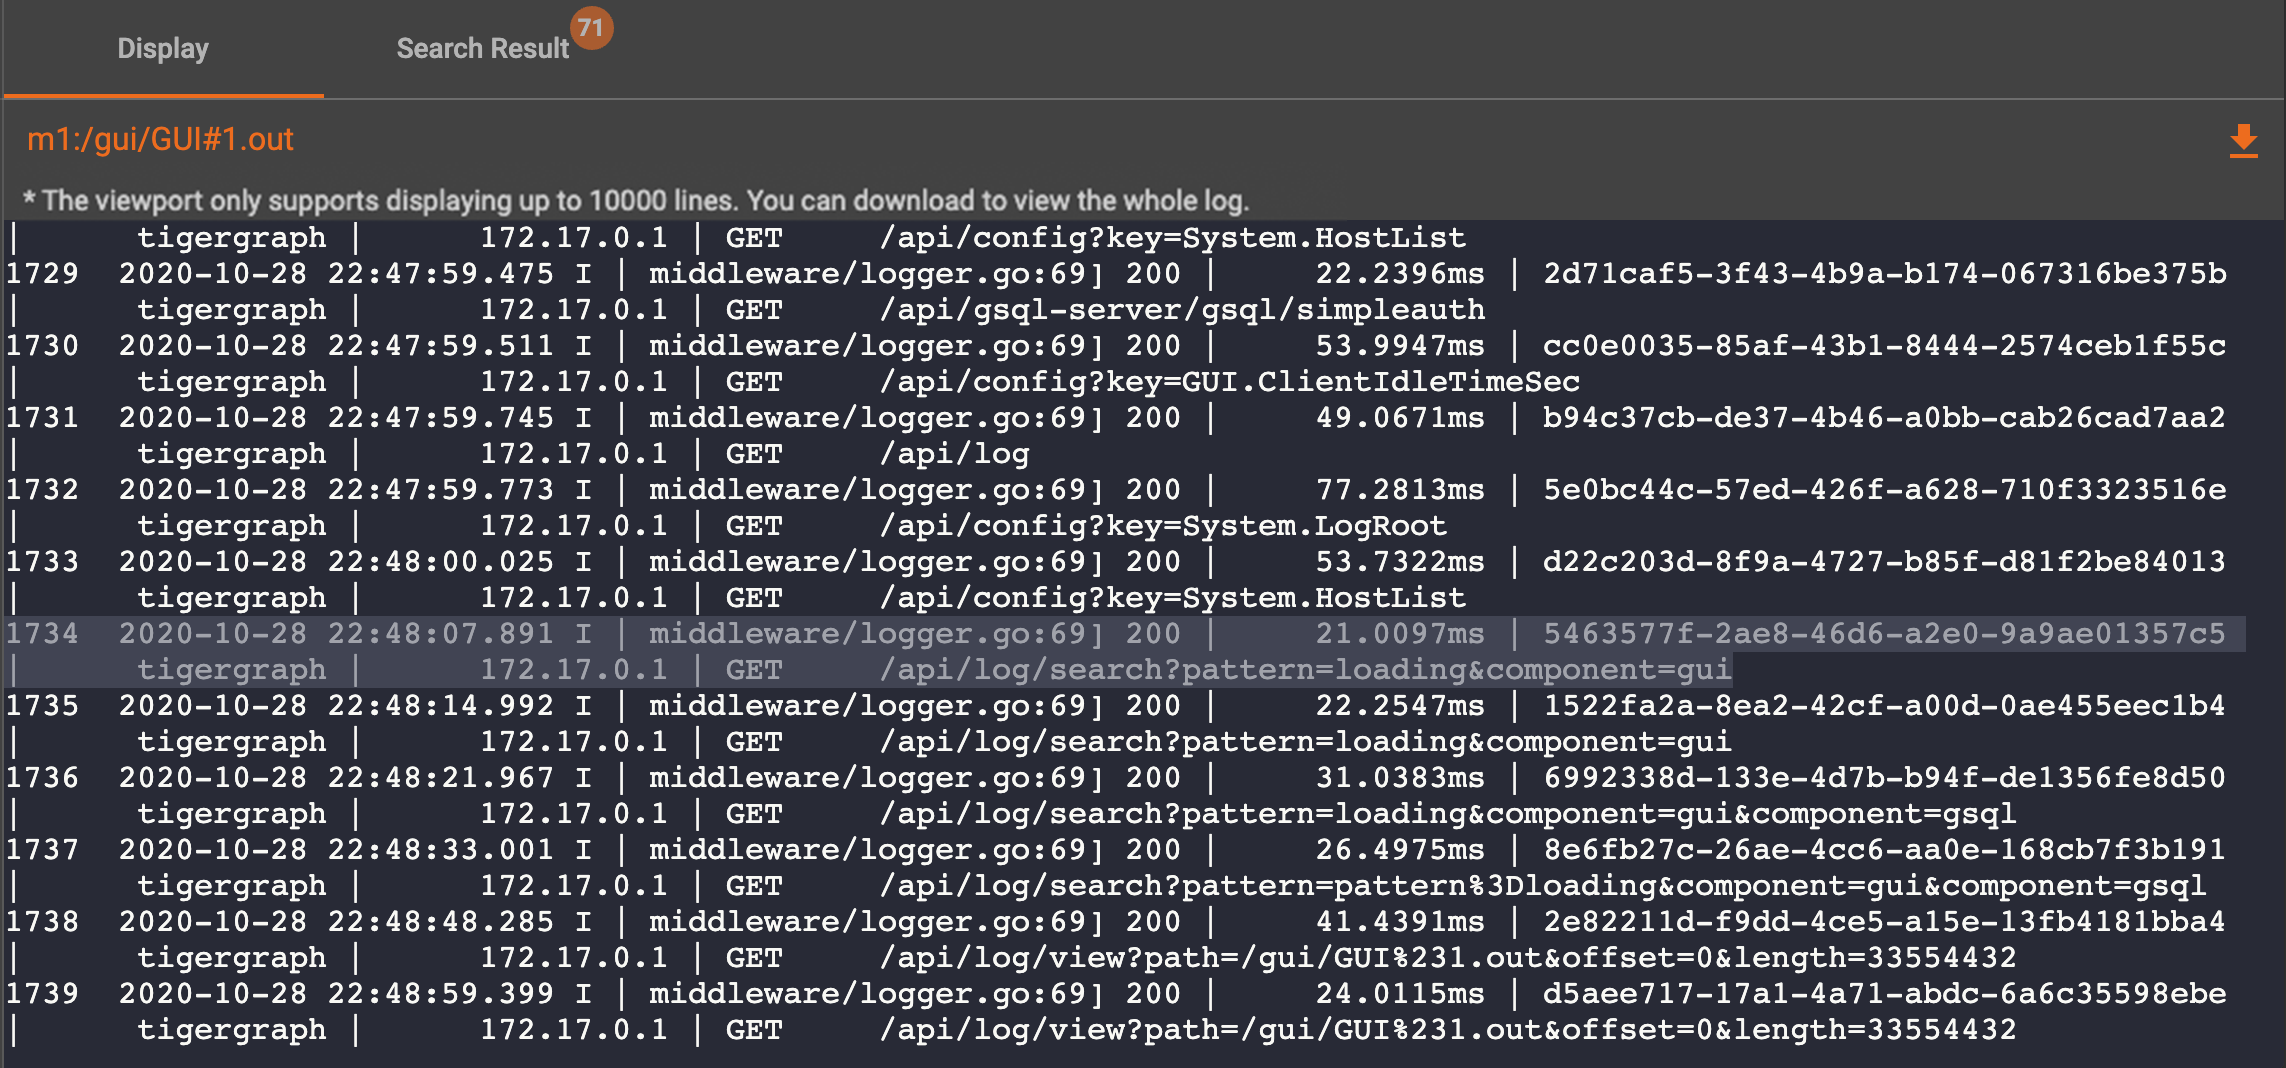 Display Search Result 71
m1:/gui/GUI#1.out
* The viewport only supports displaying up to 10000 lines. You can download to view the whole log.
| tigergraph | 172.17.0.1 | GET /api/config?key=System.HostList
1729 2020-10-28 22:47:59.475 I | middleware/logger.go:69] 200 | 22.2396ms | 2d71caf5-3f43-4b9a-b174-067316be375b
| tigergraph | 172.17.0.1 | GET /api/gsql-server/gsql/simpleauth
1730 2020-10-28 22:47:59.511 I | middleware/logger.go:69] 200 | 53.9947ms | cc0e0035-85af-43b1-8444-2574ceb1f55c
| tigergraph | 172.17.0.1 | GET /api/config?key=GUI.ClientIdleTimeSec
1731 2020-10-28 22:47:59.745 I | middleware/logger.go:69] 200 | 49.0671ms | b94c37cb-de37-4b46-a0bb-cab26cad7aa2
| tigergraph | 172.17.0.1 | GET /api/log
1732 2020-10-28 22:47:59.773 I | middleware/logger.go:69] 200 | 77.2813ms | 5e0bc44c-57ed-426f-a628-710f3323516e
| tigergraph | 172.17.0.1 | GET /api/config?key=System.LogRoot
1733 2020-10-28 22:48:00.025 I | middleware/logger.go:69] 200 | 53.7322ms | d22c203d-8f9a-4727-b85f-d81f2be84013
| tigergraph | 172.17.0.1 | GET /api/config?key=System.HostList
1734 2020-10-28 22:48:07.891 I | middleware/logger.go:69] 200 | 21.0097ms | 5463577f-2ae8-46d6-a2e0-9a9ae01357c5
| tigergraph | 172.17.0.1 | GET /api/log/search?pattern=loading&component=gui
1735 2020-10-28 22:48:14.992 I | middleware/logger.go:69] 200 | 22.2547ms | 1522fa2a-8ea2-42cf-a00d-0ae455eec1b4
| tigergraph | 172.17.0.1 | GET /api/log/search?pattern=loading&component=gui
1736 2020-10-28 22:48:21.967 I | middleware/logger.go:69] 200 | 31.0383ms | 6992338d-133e-4d7b-b94f-de1356fe8d50
| tigergraph | 172.17.0.1 | GET /api/log/search?pattern=loading&component=gui&component=gsql
1737 2020-10-28 22:48:33.001 I | middleware/logger.go:69] 200 | 26.4975ms | 8e6fb27c-26ae-4cc6-aa0e-168cb7f3b191
| tigergraph | 172.17.0.1 | GET /api/log/search?pattern=pattern%3Dloading&component=gui&component=gsql
1738 2020-10-28 22:48:48.285 I | middleware/logger.go:69] 200 | 41.4391ms | 2e82211d-f9dd-4ce5-a15e-13fb4181bba4
| tigergraph | 172.17.0.1 | GET /api/log/view?path=/gui/GUI%231.out&offset=0&length=33554432
1739 2020-10-28 22:48:59.399 I | middleware/logger.go:69] 200 | 24.0115ms | d5aee717-17a1-4a71-abdc-6a6c35598ebe
| tigergraph | 172.17.0.1 | GET /api/log/view?path=/gui/GUI%231.out&offset=0&length=33554432